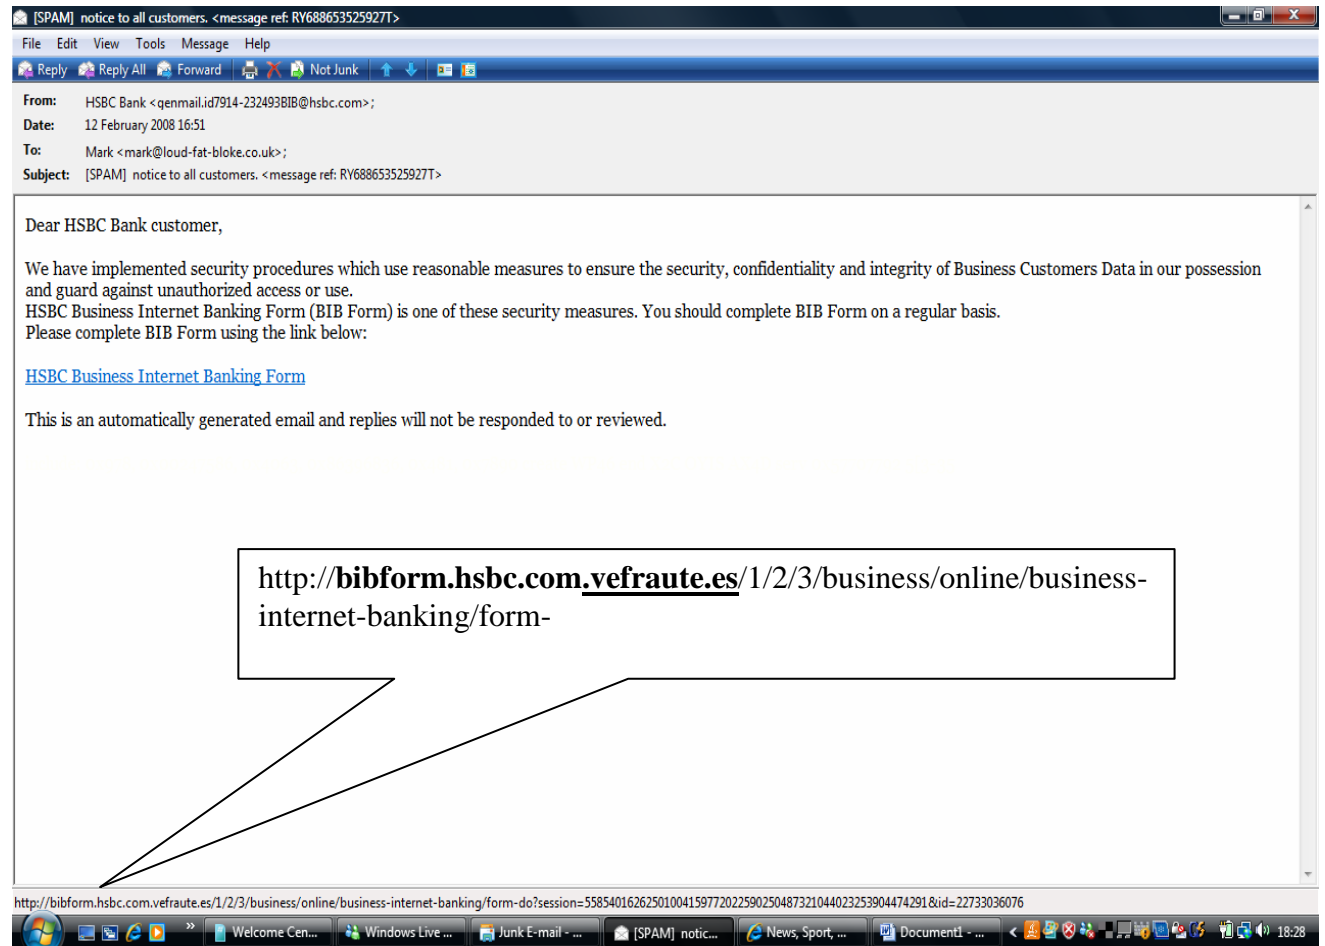 [SPAM] notice to all customers. <message ref: RY688653525927T>
File Edit View Tools Message Help
Reply Reply All Forward Not Junk
From: HSBC Bank <qenmail.id7914-232493BIB@hsbc.com>;
Date: 12 February 2008 16:51
To: Mark <mark@loud-fat-bloke.co.uk>;
Subject: [SPAM] notice to all customers. <message ref: RY688653525927T>
Dear HSBC Bank customer,
We have implemented security procedures which use reasonable measures to ensure the security, confidentiality and integrity of Business Customers Data in our possession
and guard against unauthorized access or use.
HSBC Business Internet Banking Form (BIB Form) is one of these security measures. You should complete BIB Form on a regular basis.
Please complete BIB Form using the link below:
HSBC Business Internet Banking Form
This is an automatically generated email and replies will not be responded to or reviewed.
http://bibform.hsbc.com.vefraute.es/1/2/3/business/online/business-
internet-banking/form-
http://bibform.hsbc.com.vefraute.es/1/2/3/business/online/business-internet-banking/form-do?session=55854016262501004159772022590250487321044023253904474291&id=22733036076
» Welcome Cen... Windows Live ... Junk E-mail - ... [SPAM] notic... News, Sport, ... Document1 - ... < 18:28